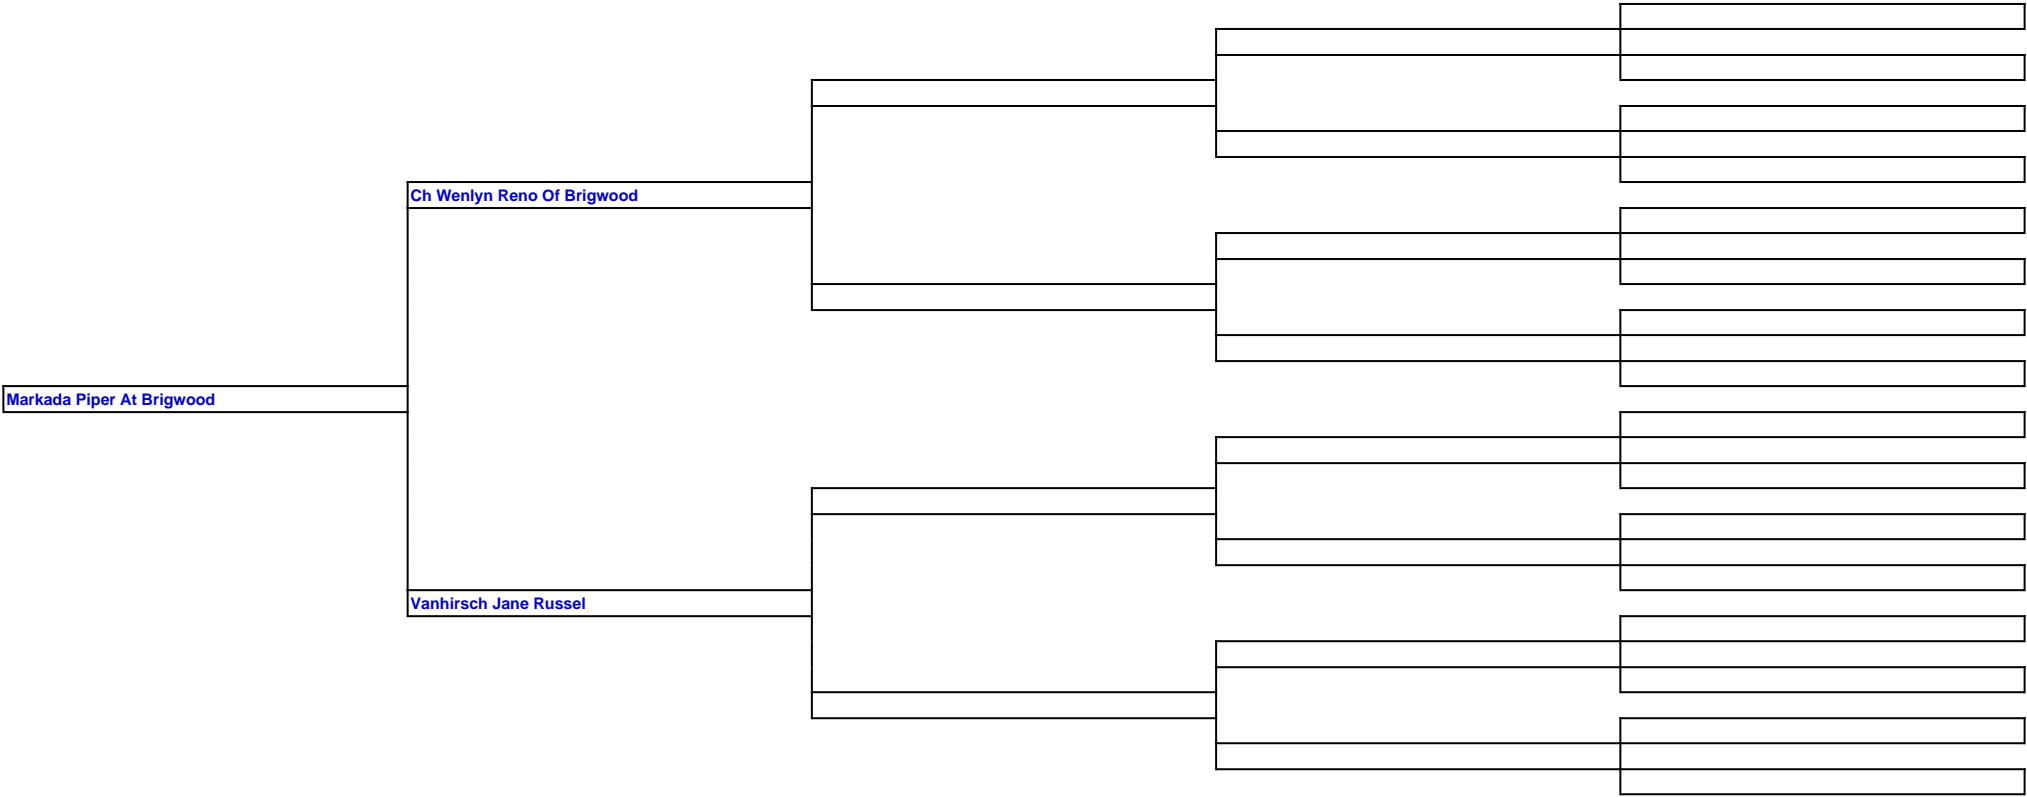 Ch Wenlyn Reno Of Brigwood
Markada Piper At Brigwood
Vanhirsch Jane Russel